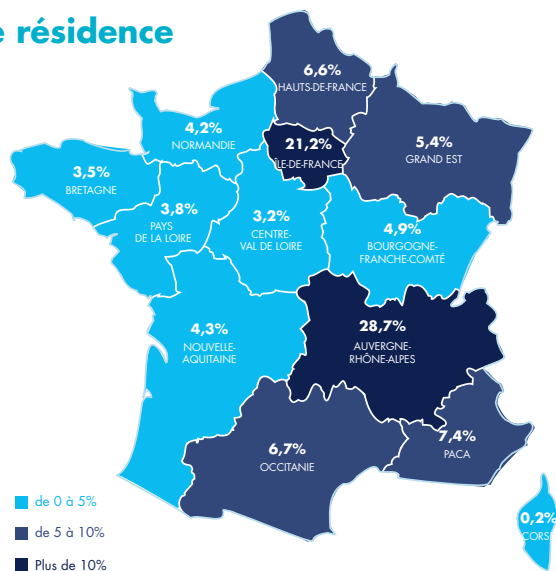 e résidence
6,6%
HAUTS-DE-FRANCE
4,2%
NORMANDIE
21,2%
ÎLE-DE-FRANCE
5,4%
GRAND EST
3,5%
BRETAGNE
3,8%
PAYS
DE LA LOIRE
3,2%
CENTRE-
VAL DE LOIRE
4,9%
BOURGOGNE-
FRANCHE-COMTÉ
4,3%
NOUVELLE-
AQUITAINE
28,7%
AUVERGNE-
RHÔNE-ALPES
6,7%
OCCITANIE
7,4%
PACA
0,2%
CORSE
de 0 à 5%
de 5 à 10%
Plus de 10%